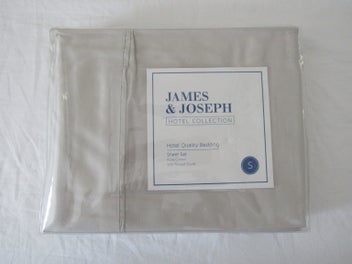 JAMES
& JOSEPH
HOTEL COLLECTION
Hotel Quality Bedding
Sheet Set
S